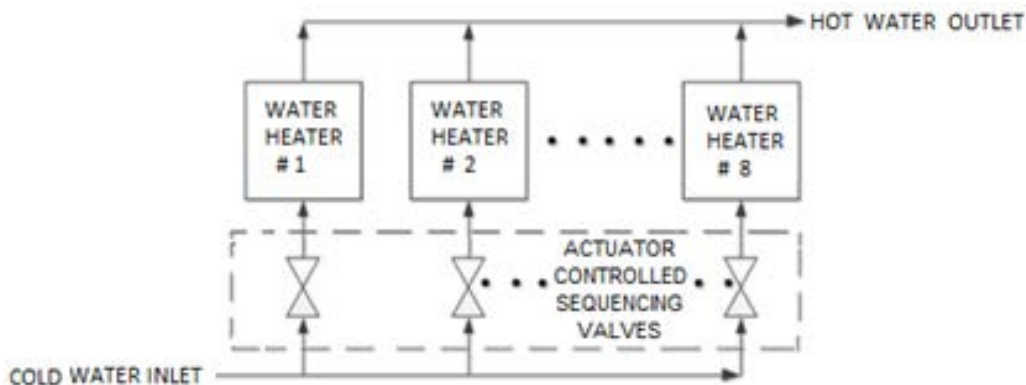 HOT WATER OUTLET
WATER
HEATER
# 1
WATER
HEATER
# 2
WATER
HEATER
# 8
ACTUATOR
CONTROLLED
SEQUENCING
VALVES
COLD WATER INLET